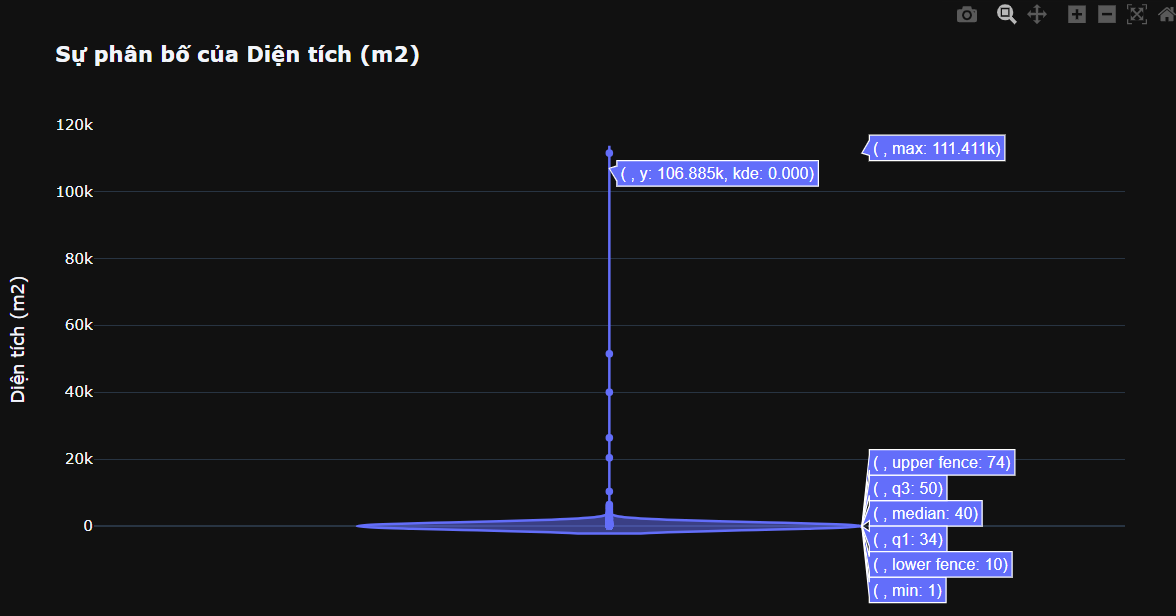 Sự phân bố của Diện tích (m2)
120k
( , max: 111.411k)
( , y: 106.885k, kde: 0.000)
100k
80k
60k
Diện tích (m2)
40k
20k
( , upper fence: 74)
( , q3: 50)
( , median: 40)
0
( , q1: 34)
( , lower fence: 10)
( , min: 1)